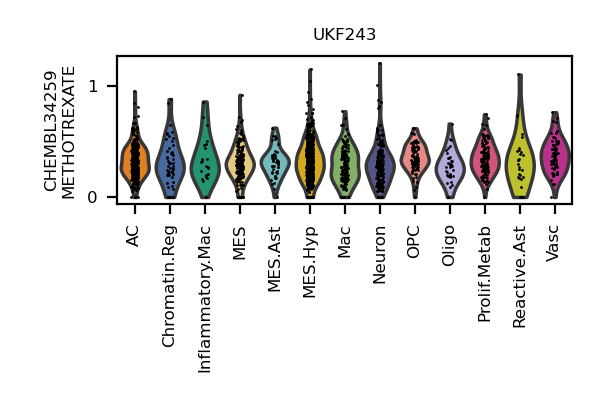 UKF243
CHEMBL34259
METHOTREXATE
1
0
AC
Chromatin.Reg
Inflammatory.Mac
MES
MES.Ast
MES.Hyp
Mac
Neuron
OPC
Oligo
Prolif.Metab
Reactive.Ast
Vasc